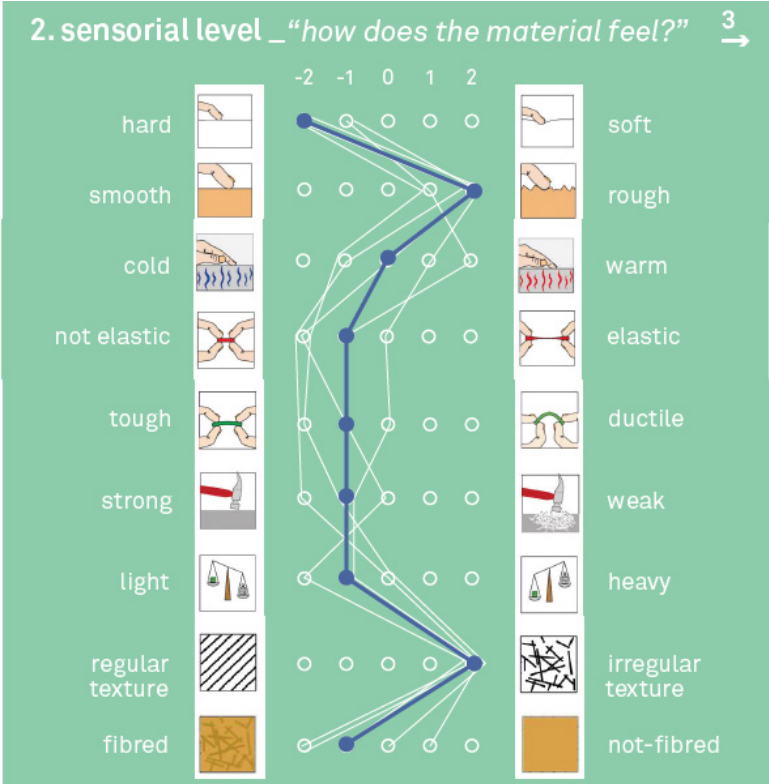 2. sensorial level _“how does the material feel?” 3
-2 -1 0 1 2
hard soft
smooth rough
cold warm
not elastic elastic
tough ductile
strong weak
light heavy
regular texture irregular texture
fibred not-fibred